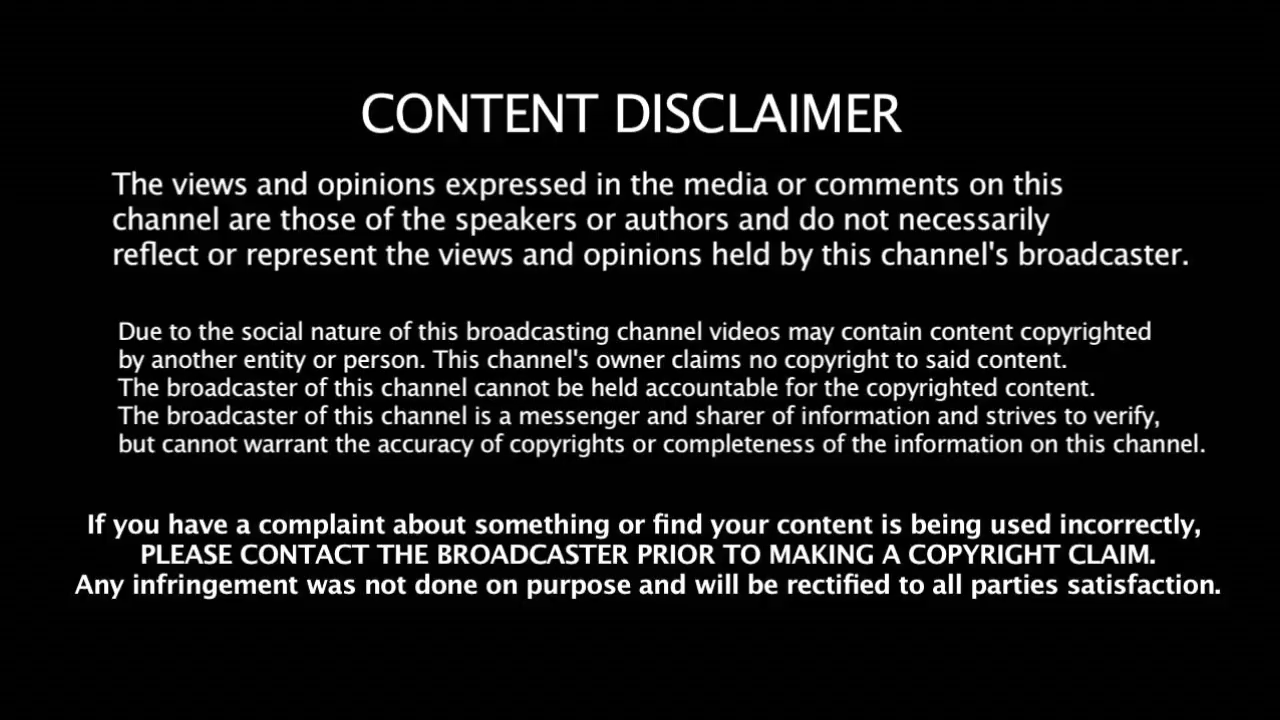 CONTENT DISCLAIMER
The views and opinions expressed in the media or comments on this
channel are those of the speakers or authors and do not necessarily
reflect or represent the views and opinions held by this channel's broadcaster.
Due to the social nature of this broadcasting channel videos may contain content copyrighted
by another entity or person. This channel's owner claims no copyright to said content.
The broadcaster of this channel cannot be held accountable for the copyrighted content.
The broadcaster of this channel is a messenger and sharer of information and strives to verify,
but cannot warrant the accuracy of copyrights or completeness of the information on this channel.
If you have a complaint about something or find your content is being used incorrectly,
PLEASE CONTACT THE BROADCASTER PRIOR TO MAKING A COPYRIGHT CLAIM.
Any infringement was not done on purpose and will be rectified to all parties satisfaction.